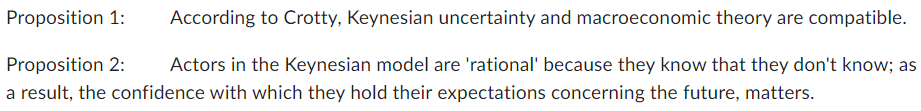 Proposition 1: According to Crotty, Keynesian uncertainty and macroeconomic theory are compatible.
Proposition 2: Actors in the Keynesian model are 'rational' because they know that they don't know; as
a result, the confidence with which they hold their expectations concerning the future, matters.